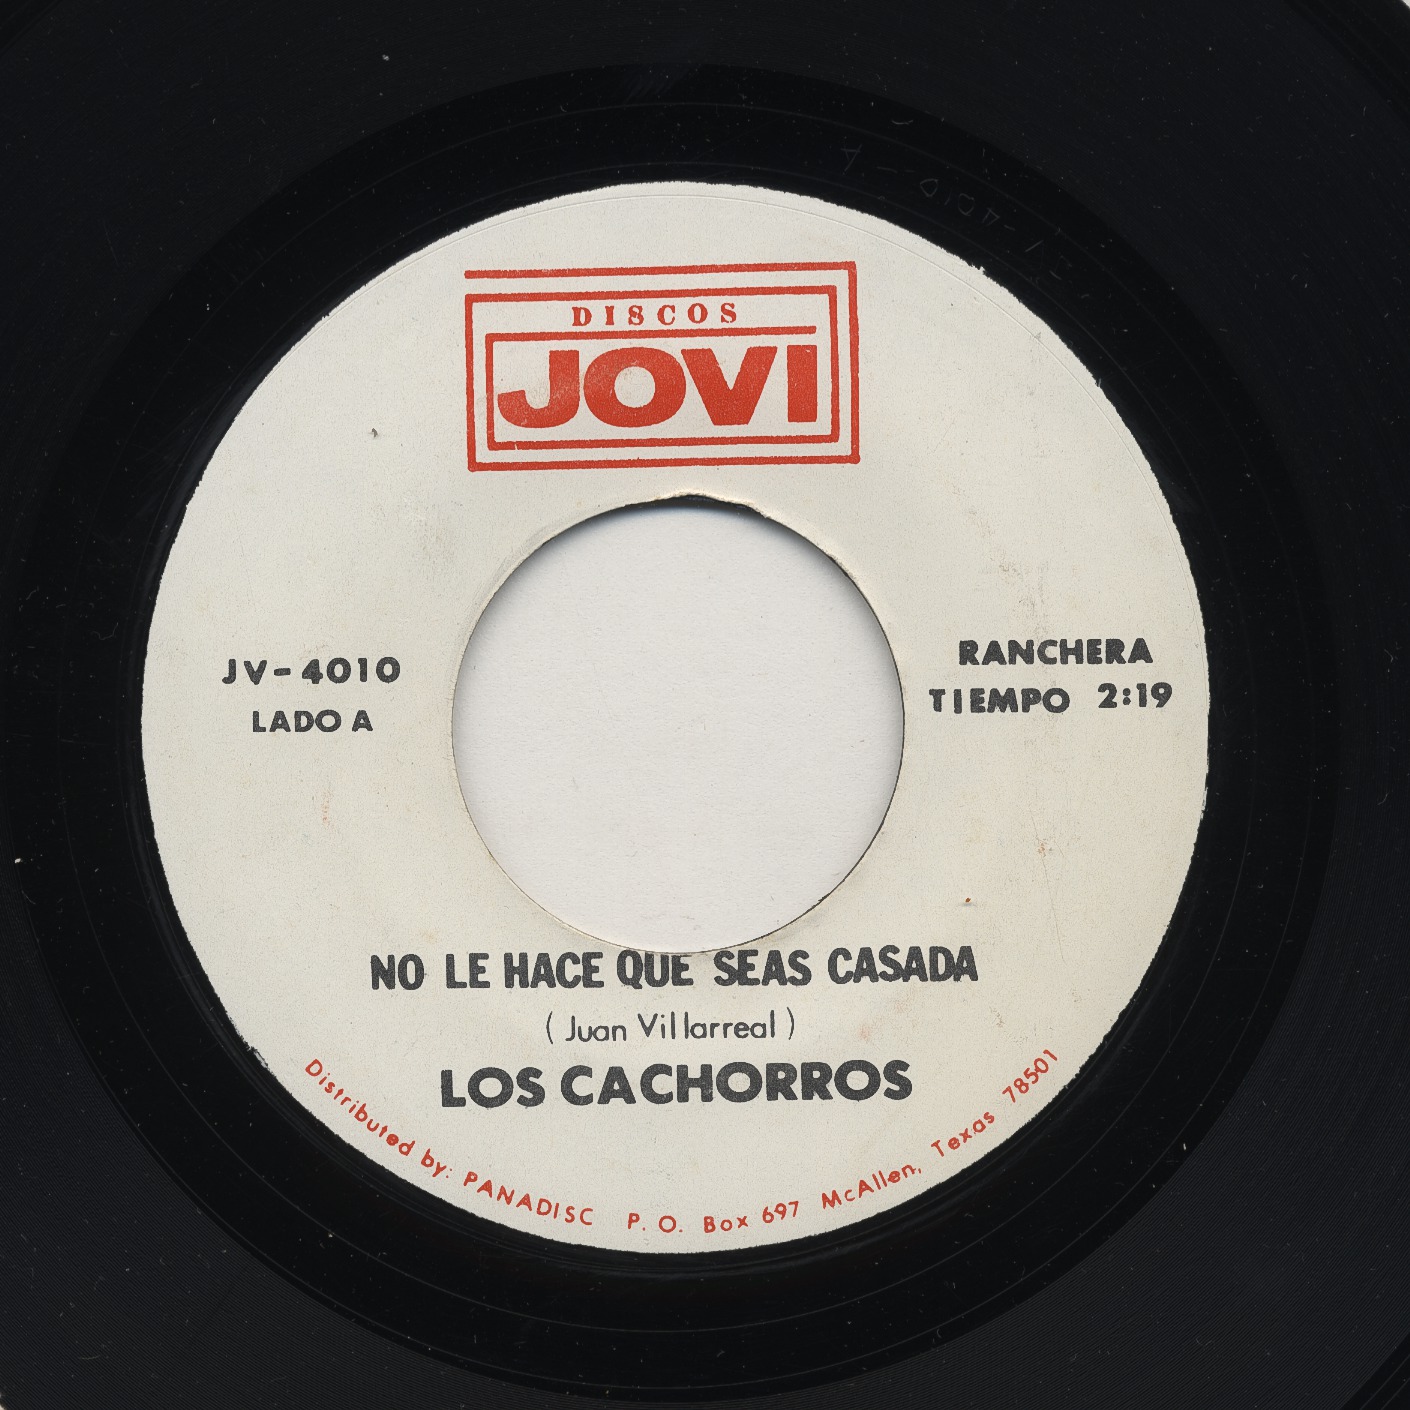 DISCOS
JOVI
JV-4010
LADO A
RANCHERA
TIEMPO 2:19
NO LE HACE QUE SEAS CASADA
(Juan Villarreal)
LOS CACHORROS
Distributed by: PANADISC P. O. Box 697 McAllen, Texas 78501